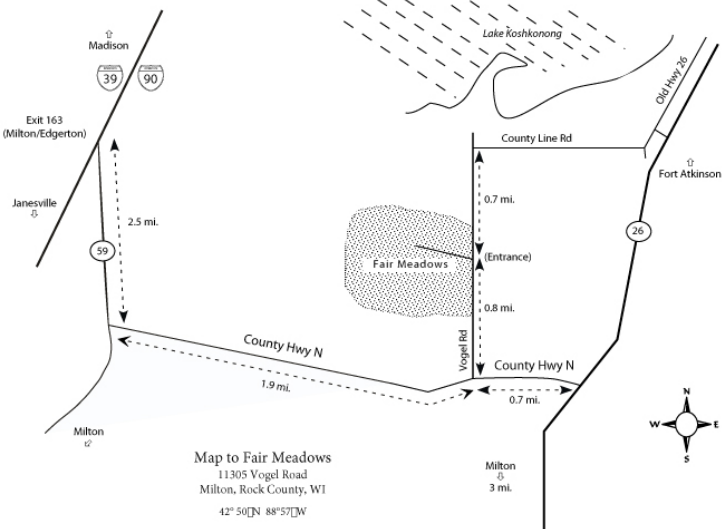 Lake Koshkonong
Madison
39
90
Old Hwy 26
Exit 163
(Milton/Edgerton)
County Line Rd
Fort Atkinson
Janesville
0.7 mi.
2.5 mi.
59
26
(Entrance)
Fair Meadows
0.8 mi.
Vogel Rd
County Hwy N
County Hwy N
1.9 mi.
0.7 mi.
N
W
E
S
Milton
Milton
3 mi.
Map to Fair Meadows
11305 Vogel Road
Milton, Rock County, WI
42° 50▯N 88°57▯W